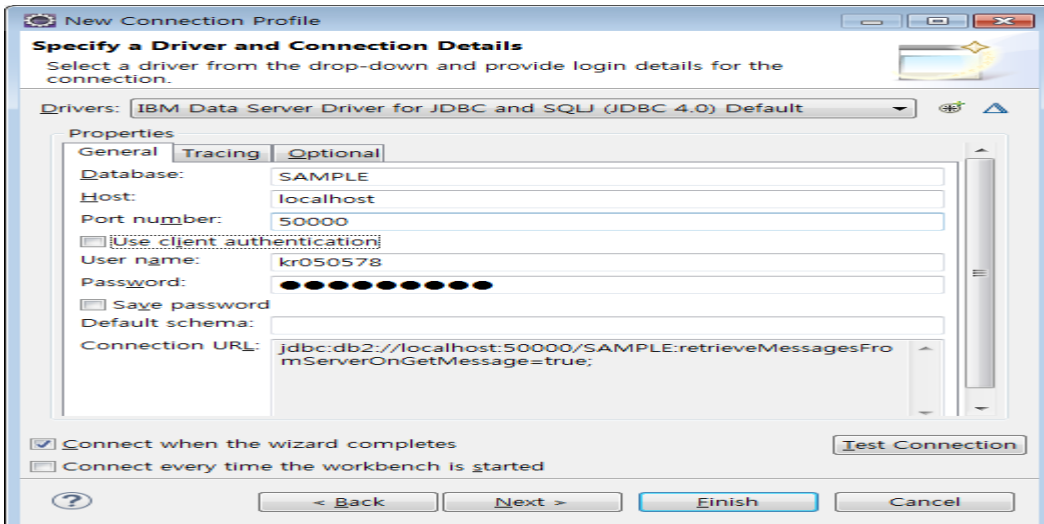 New Connection Profile
Specify a Driver and Connection Details
Select a driver from the drop-down and provide login details for the
connection.
Drivers: IBM Data Server Driver for JDBC and SQLJ (JDBC 4.0) Default
Properties
General Tracing Optional
Database: SAMPLE
Host: localhost
Port number: 50000
Use client authentication
User name: kr050578
Password: ●●●●●●●●●
Save password
Default schema:
Connection URL: jdbc:db2://localhost:50000/SAMPLE:retrieveMessagesFro
mServerOnGetMessage=true;
Connect when the wizard completes
Test Connection
Connect every time the workbench is started
? < Back Next > Finish Cancel